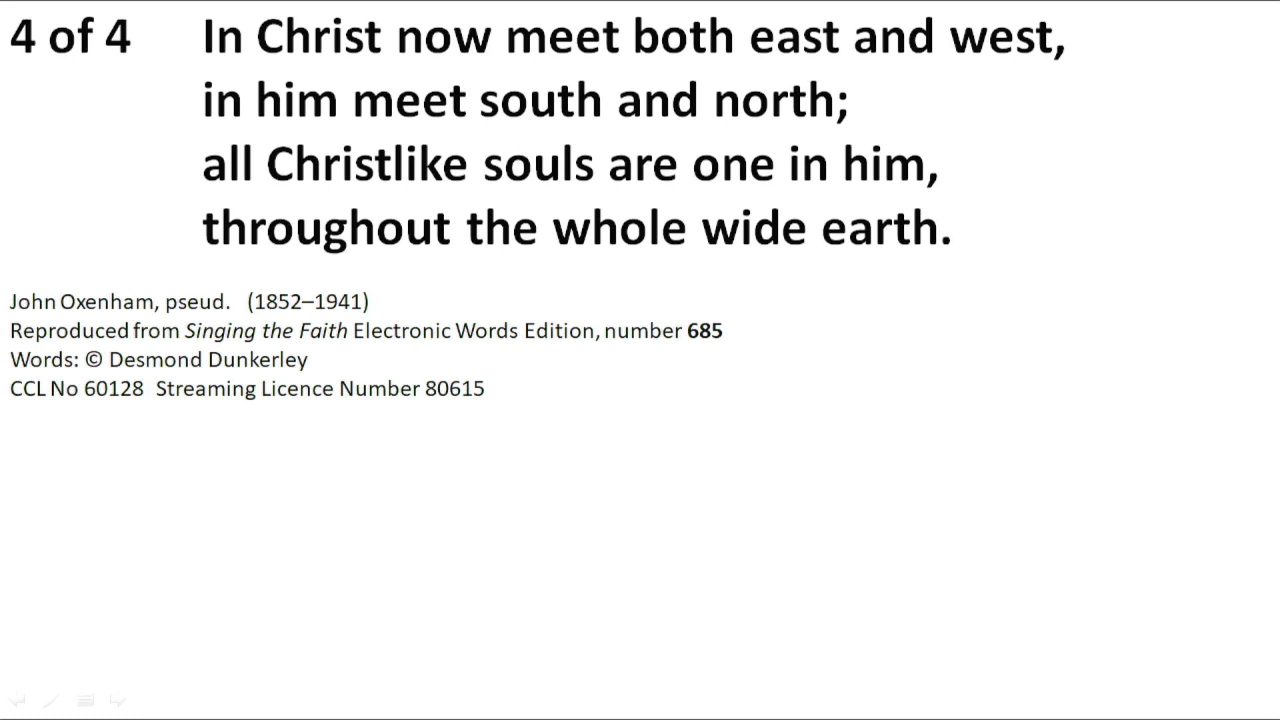 4 of 4 In Christ now meet both east and west,
in him meet south and north;
all Christlike souls are one in him,
throughout the whole wide earth.
John Oxenham, pseud. (1852–1941)
Reproduced from Singing the Faith Electronic Words Edition, number 685
Words: © Desmond Dunkerley
CCL No 60128 Streaming Licence Number 80615